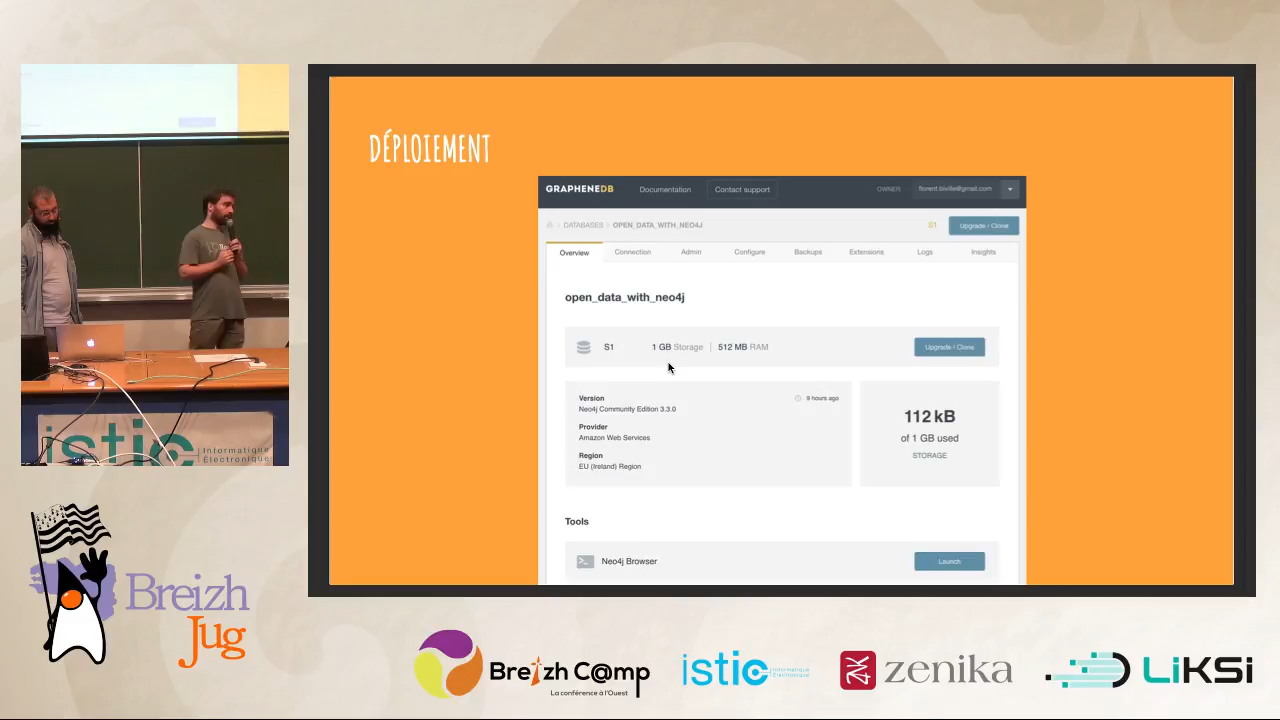 DÉPLOIEMENT
GRAPHENEDB
Documentation
Contact support
OWNER
florent.biville@gmail.com
DATABASES > OPEN_DATA_WITH_NEO4J
S1
Upgrade / Clone
Overview
Connection
Admin
Configure
Backups
Extensions
Logs
Insights
open_data_with_neo4j
S1
1 GB Storage | 512 MB RAM
Upgrade / Clone
Version
9 hours ago
Neo4j Community Edition 3.3.0
Provider
Amazon Web Services
Region
EU (Ireland) Region
112 kB
of 1 GB used
STORAGE
Tools
Neo4j Browser
Launch
istic
Informatique
Électronique
Breizh
Jug
Breizh C@mp
La conférence à l'Ouest
istic
Informatique
Électronique
zenika
LiKSi